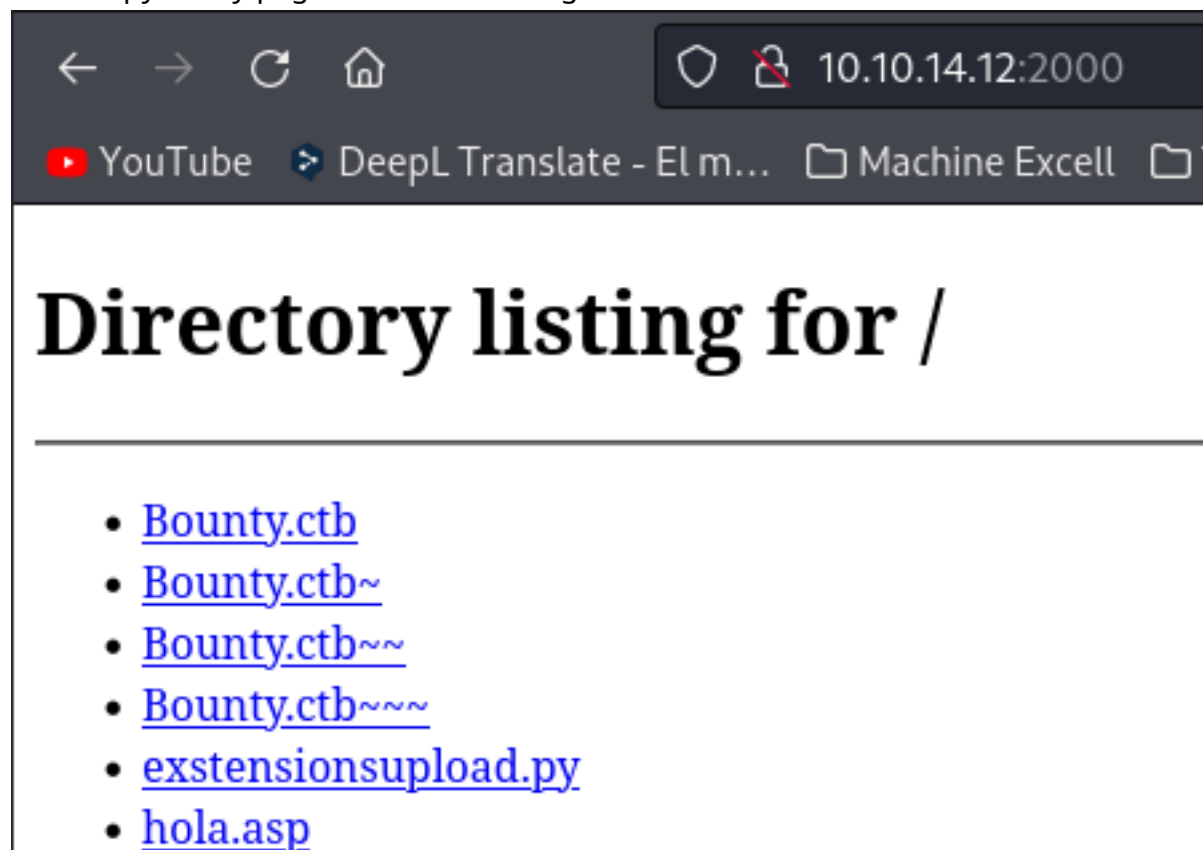 10.10.14.12:2000
YouTube DeepL Translate - El m... Machine Excell
Directory listing for /
Bounty.ctb
Bounty.ctb~
Bounty.ctb~~
Bounty.ctb~~~
exstensionsupload.py
hola.asp